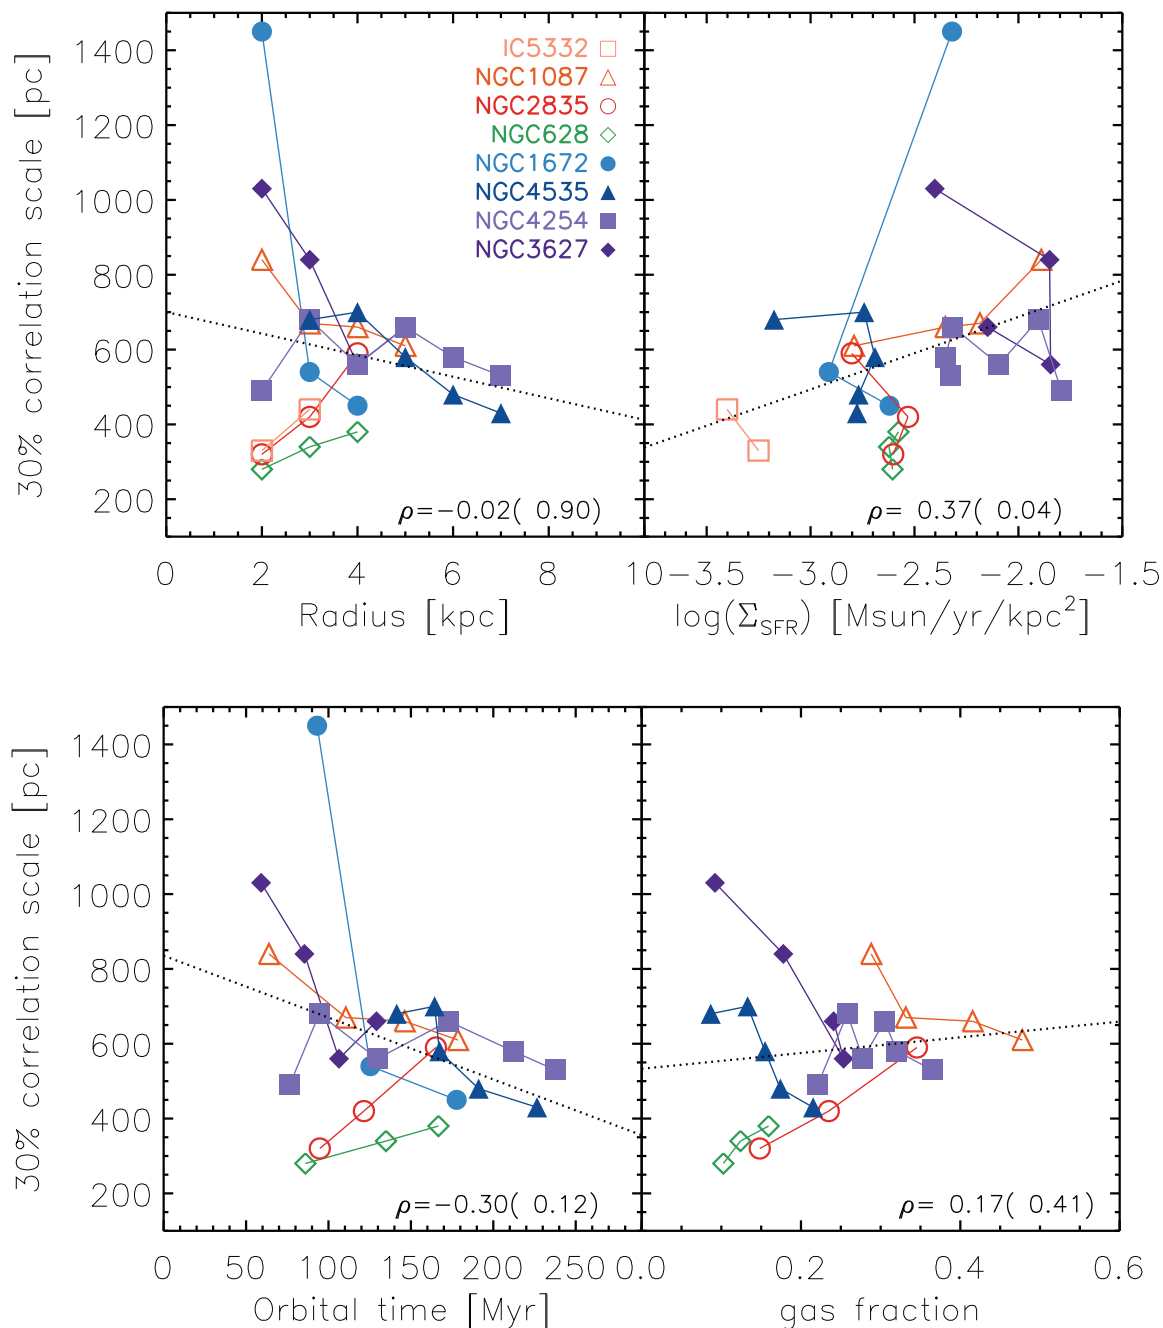 30% correlation scale [pc]
1400
1200
1000
800
600
400
200
IC5332
NGC1087
NGC2835
NGC628
NGC1672
NGC4535
NGC4254
NGC3627
ρ=−0.02( 0.90)
ρ= 0.37( 0.04)
0 2 4 6 8 10 −3.5 −3.0 −2.5 −2.0 −1.5
Radius [kpc]
log(Σ_SFR) [Msun/yr/kpc²]
30% correlation scale [pc]
1400
1200
1000
800
600
400
200
ρ=−0.30( 0.12)
ρ= 0.17( 0.41)
0 50 100 150 200 250 0.0 0.2 0.4 0.6
Orbital time [Myr]
gas fraction